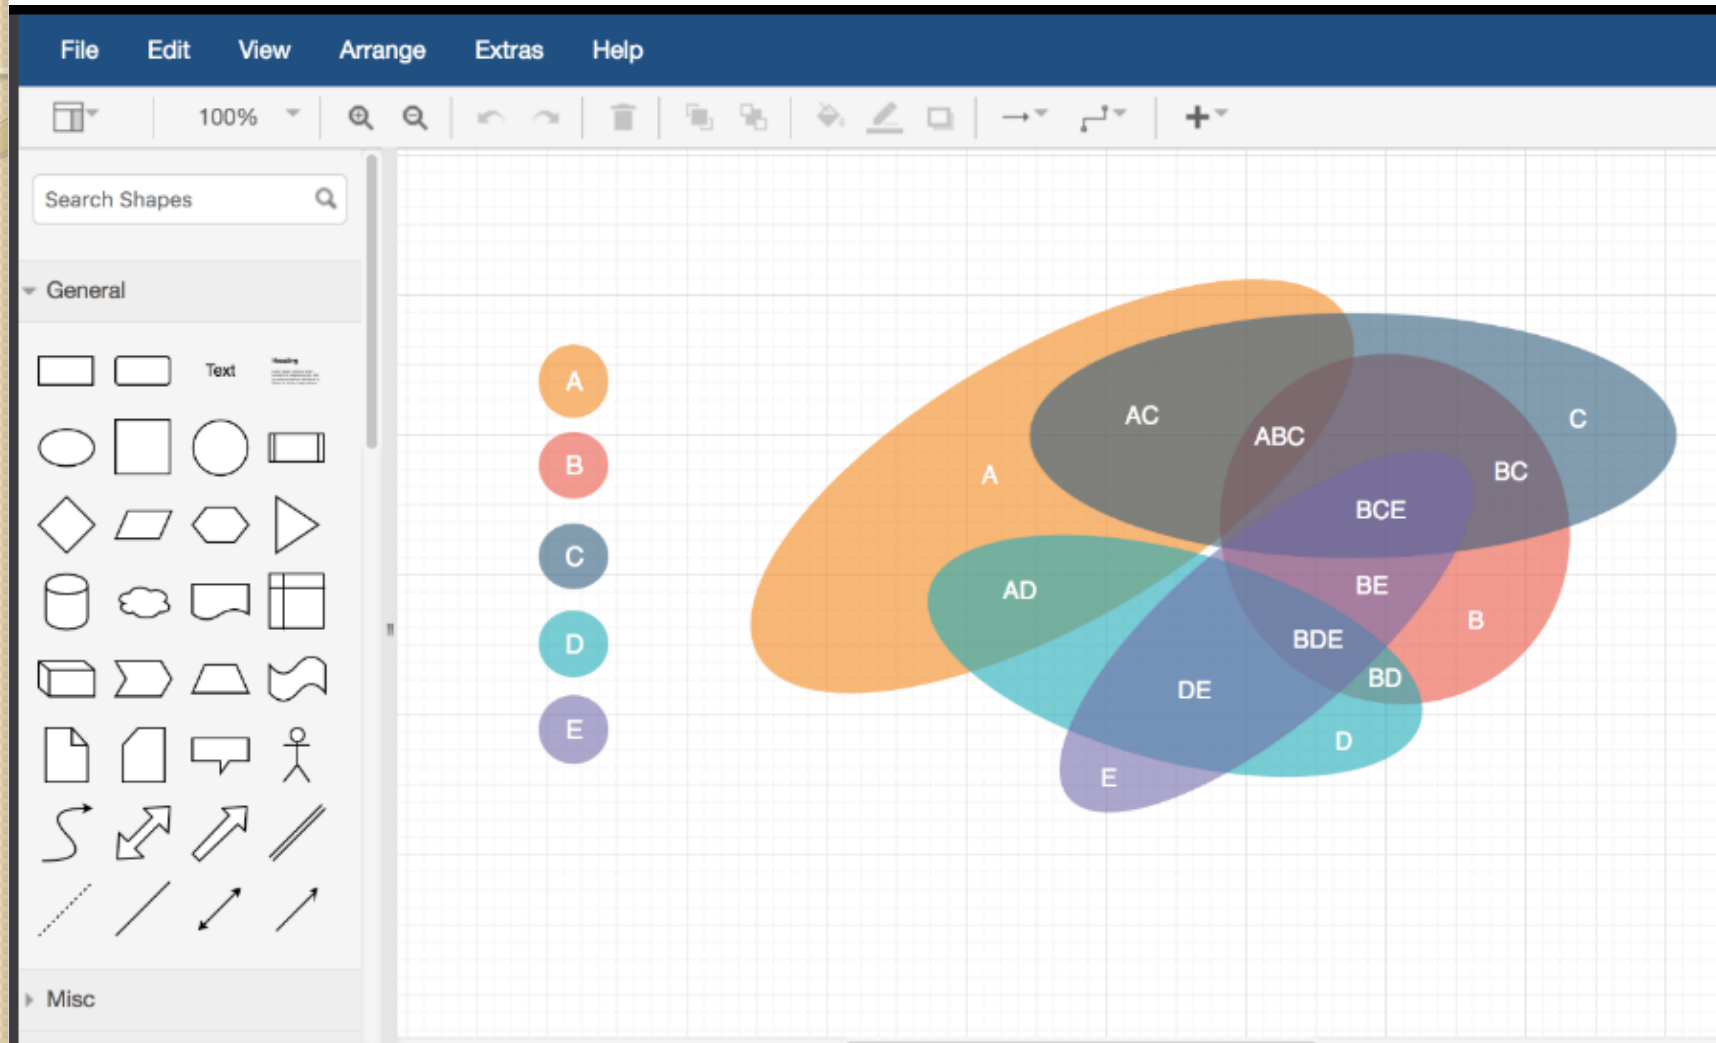 File Edit View Arrange Extras Help
100%
Search Shapes
General
Text
Heading
Misc
A
B
C
D
E
AC
ABC
C
A
BC
BCE
AD
BE
B
BDE
BD
DE
D
E